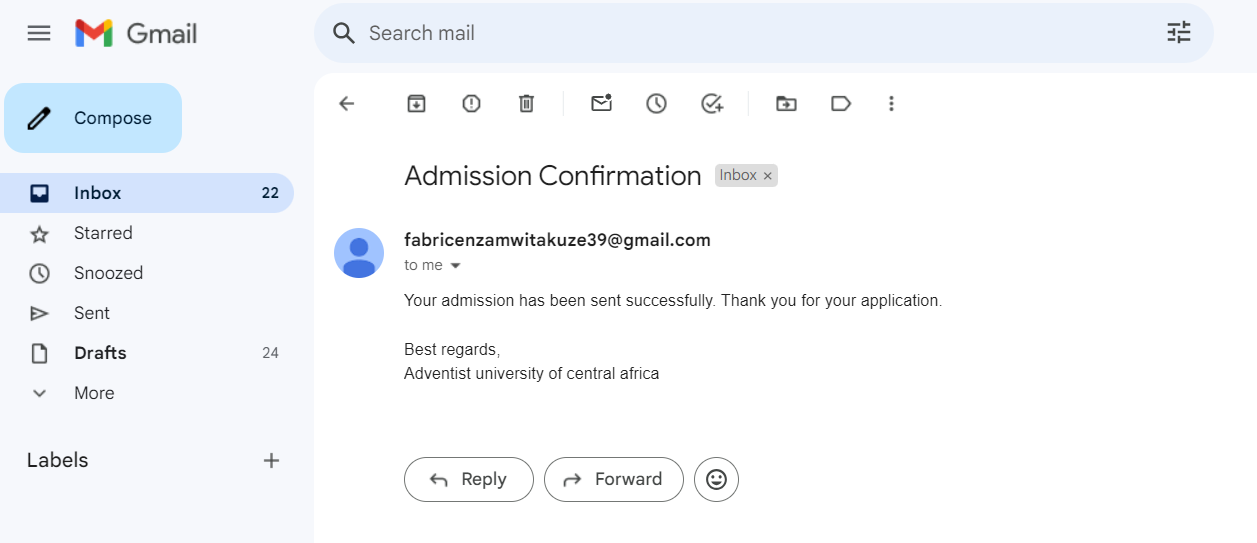 Gmail
Search mail
Compose
Inbox 22
Starred
Snoozed
Sent
Drafts 24
More
Labels
Admission Confirmation Inbox ×
fabricenzamwitakuze39@gmail.com
to me
Your admission has been sent successfully. Thank you for your application.
Best regards,
Adventist university of central africa
Reply Forward